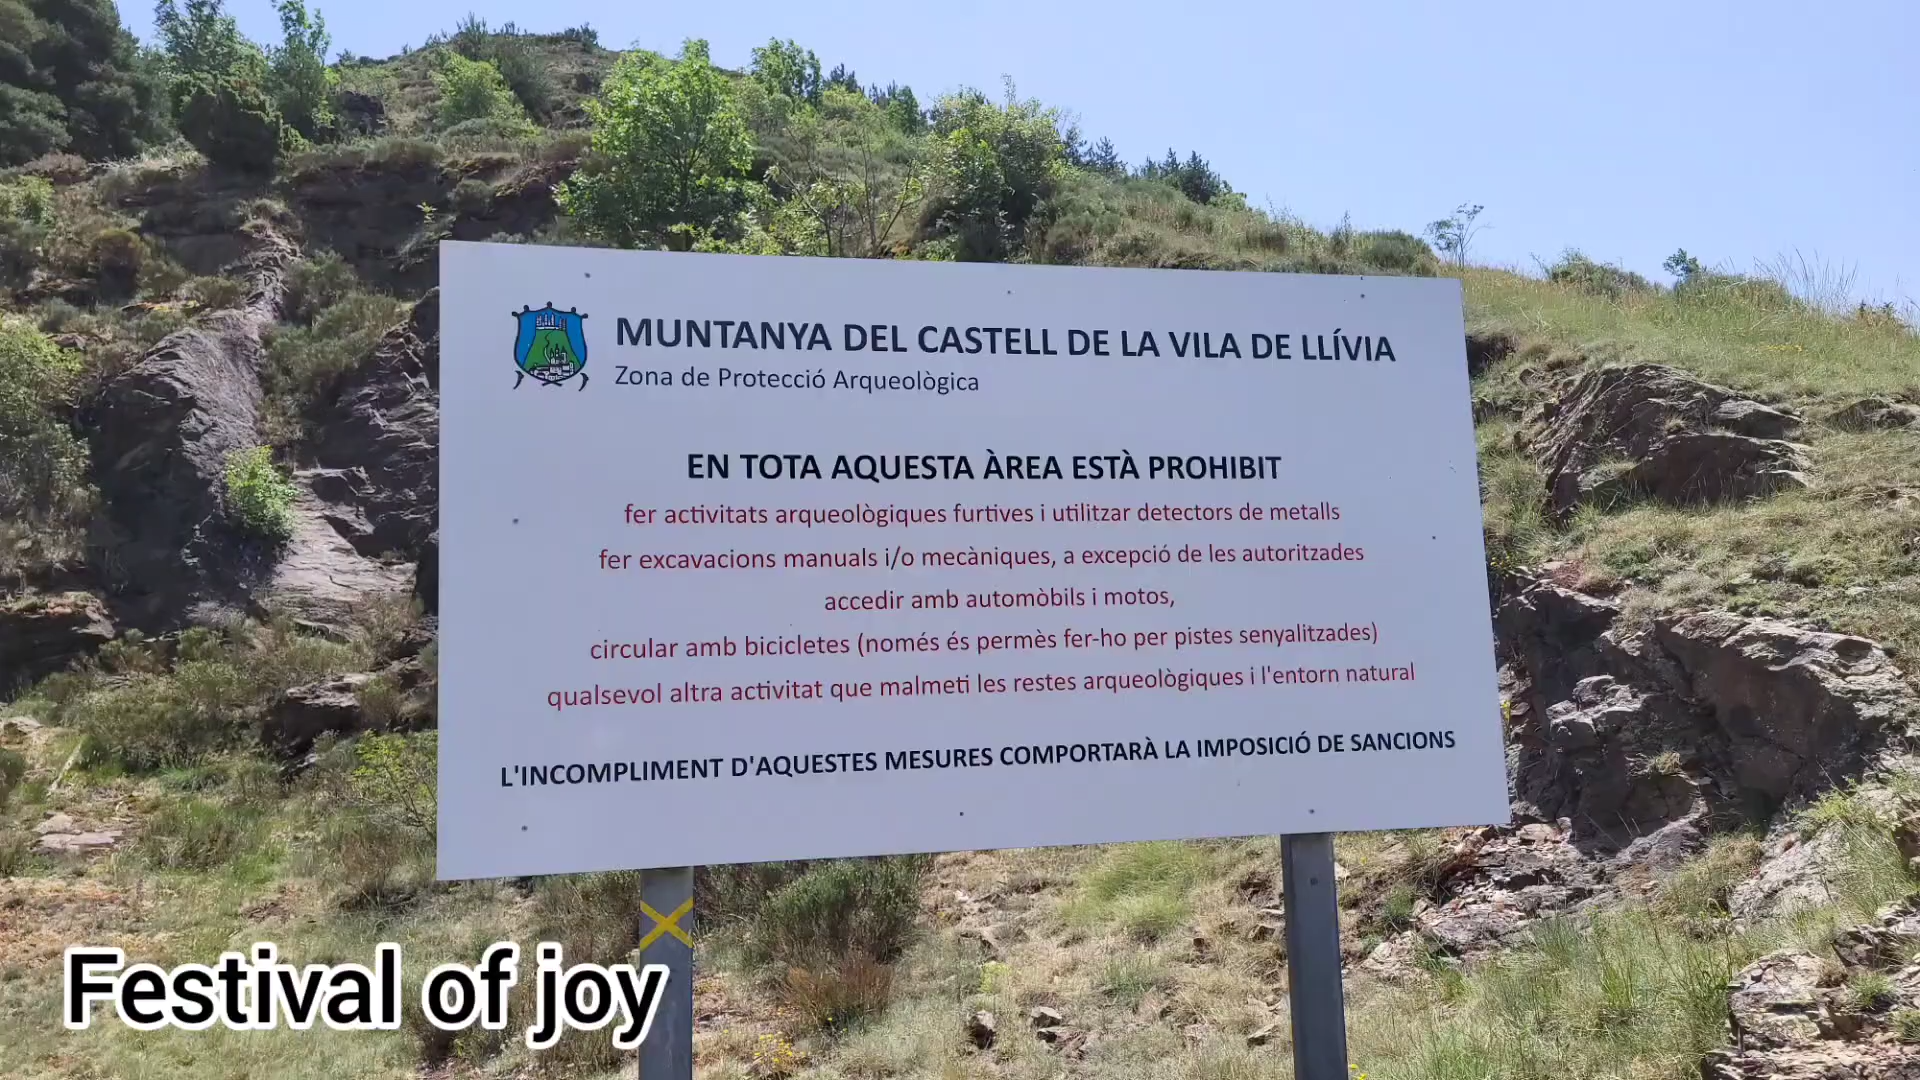 MUNTANYA DEL CASTELL DE LA VILA DE LLÍVIA
Zona de Protecció Arqueològica
EN TOTA AQUESTA ÀREA ESTÀ PROHIBIT
fer activitats arqueològiques furtives i utilitzar detectors de metalls
fer excavacions manuals i/o mecàniques, a excepció de les autoritzades
accedir amb automòbils i motos,
circular amb bicicletes (només és permès fer-ho per pistes senyalitzades)
qualsevol altra activitat que malmeti les restes arqueològiques i l'entorn natural
L'INCOMPLIMENT D'AQUESTES MESURES COMPORTARÀ LA IMPOSICIÓ DE SANCIONS
Festival of joy